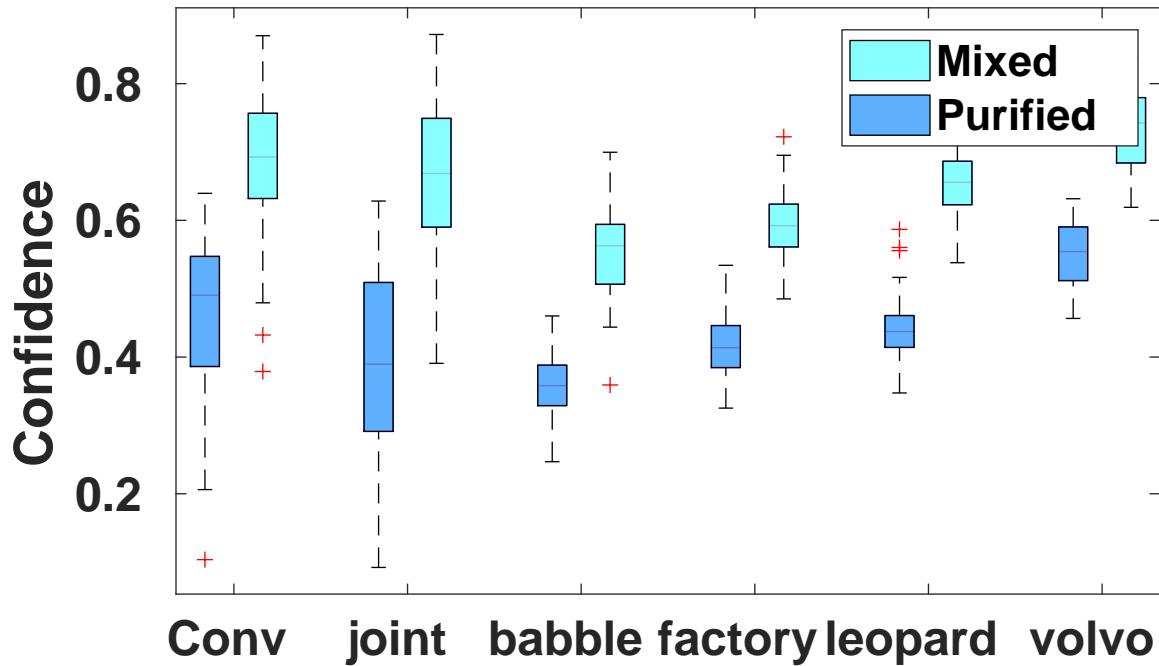 Confidence
0.8
0.6
0.4
0.2
Mixed
Purified
Conv joint babble factory leopard volvo